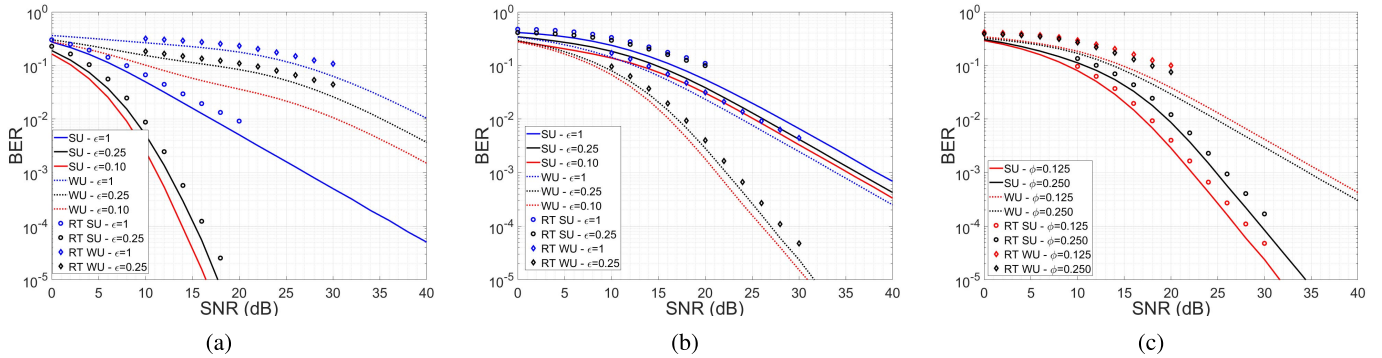 10^0
10^-1
10^-2
10^-3
10^-4
10^-5
BER
SU - ϵ=1
SU - ϵ=0.25
SU - ϵ=0.10
WU - ϵ=1
WU - ϵ=0.25
WU - ϵ=0.10
RT SU - ϵ=1
RT SU - ϵ=0.25
RT WU - ϵ=1
RT WU - ϵ=0.25
0 5 10 15 20 25 30 35 40
SNR (dB)
(a)
10^0
10^-1
10^-2
10^-3
10^-4
10^-5
BER
SU - ϵ=1
SU - ϵ=0.25
SU - ϵ=0.10
WU - ϵ=1
WU - ϵ=0.25
WU - ϵ=0.10
RT SU - ϵ=1
RT SU - ϵ=0.25
RT WU - ϵ=1
RT WU - ϵ=0.25
0 5 10 15 20 25 30 35 40
SNR (dB)
(b)
10^0
10^-1
10^-2
10^-3
10^-4
10^-5
BER
SU - ϕ=0.125
SU - ϕ=0.250
WU - ϕ=0.125
WU - ϕ=0.250
RT SU - ϕ=0.125
RT SU - ϕ=0.250
RT WU - ϕ=0.125
RT WU - ϕ=0.250
0 5 10 15 20 25 30 35 40
SNR (dB)
(c)